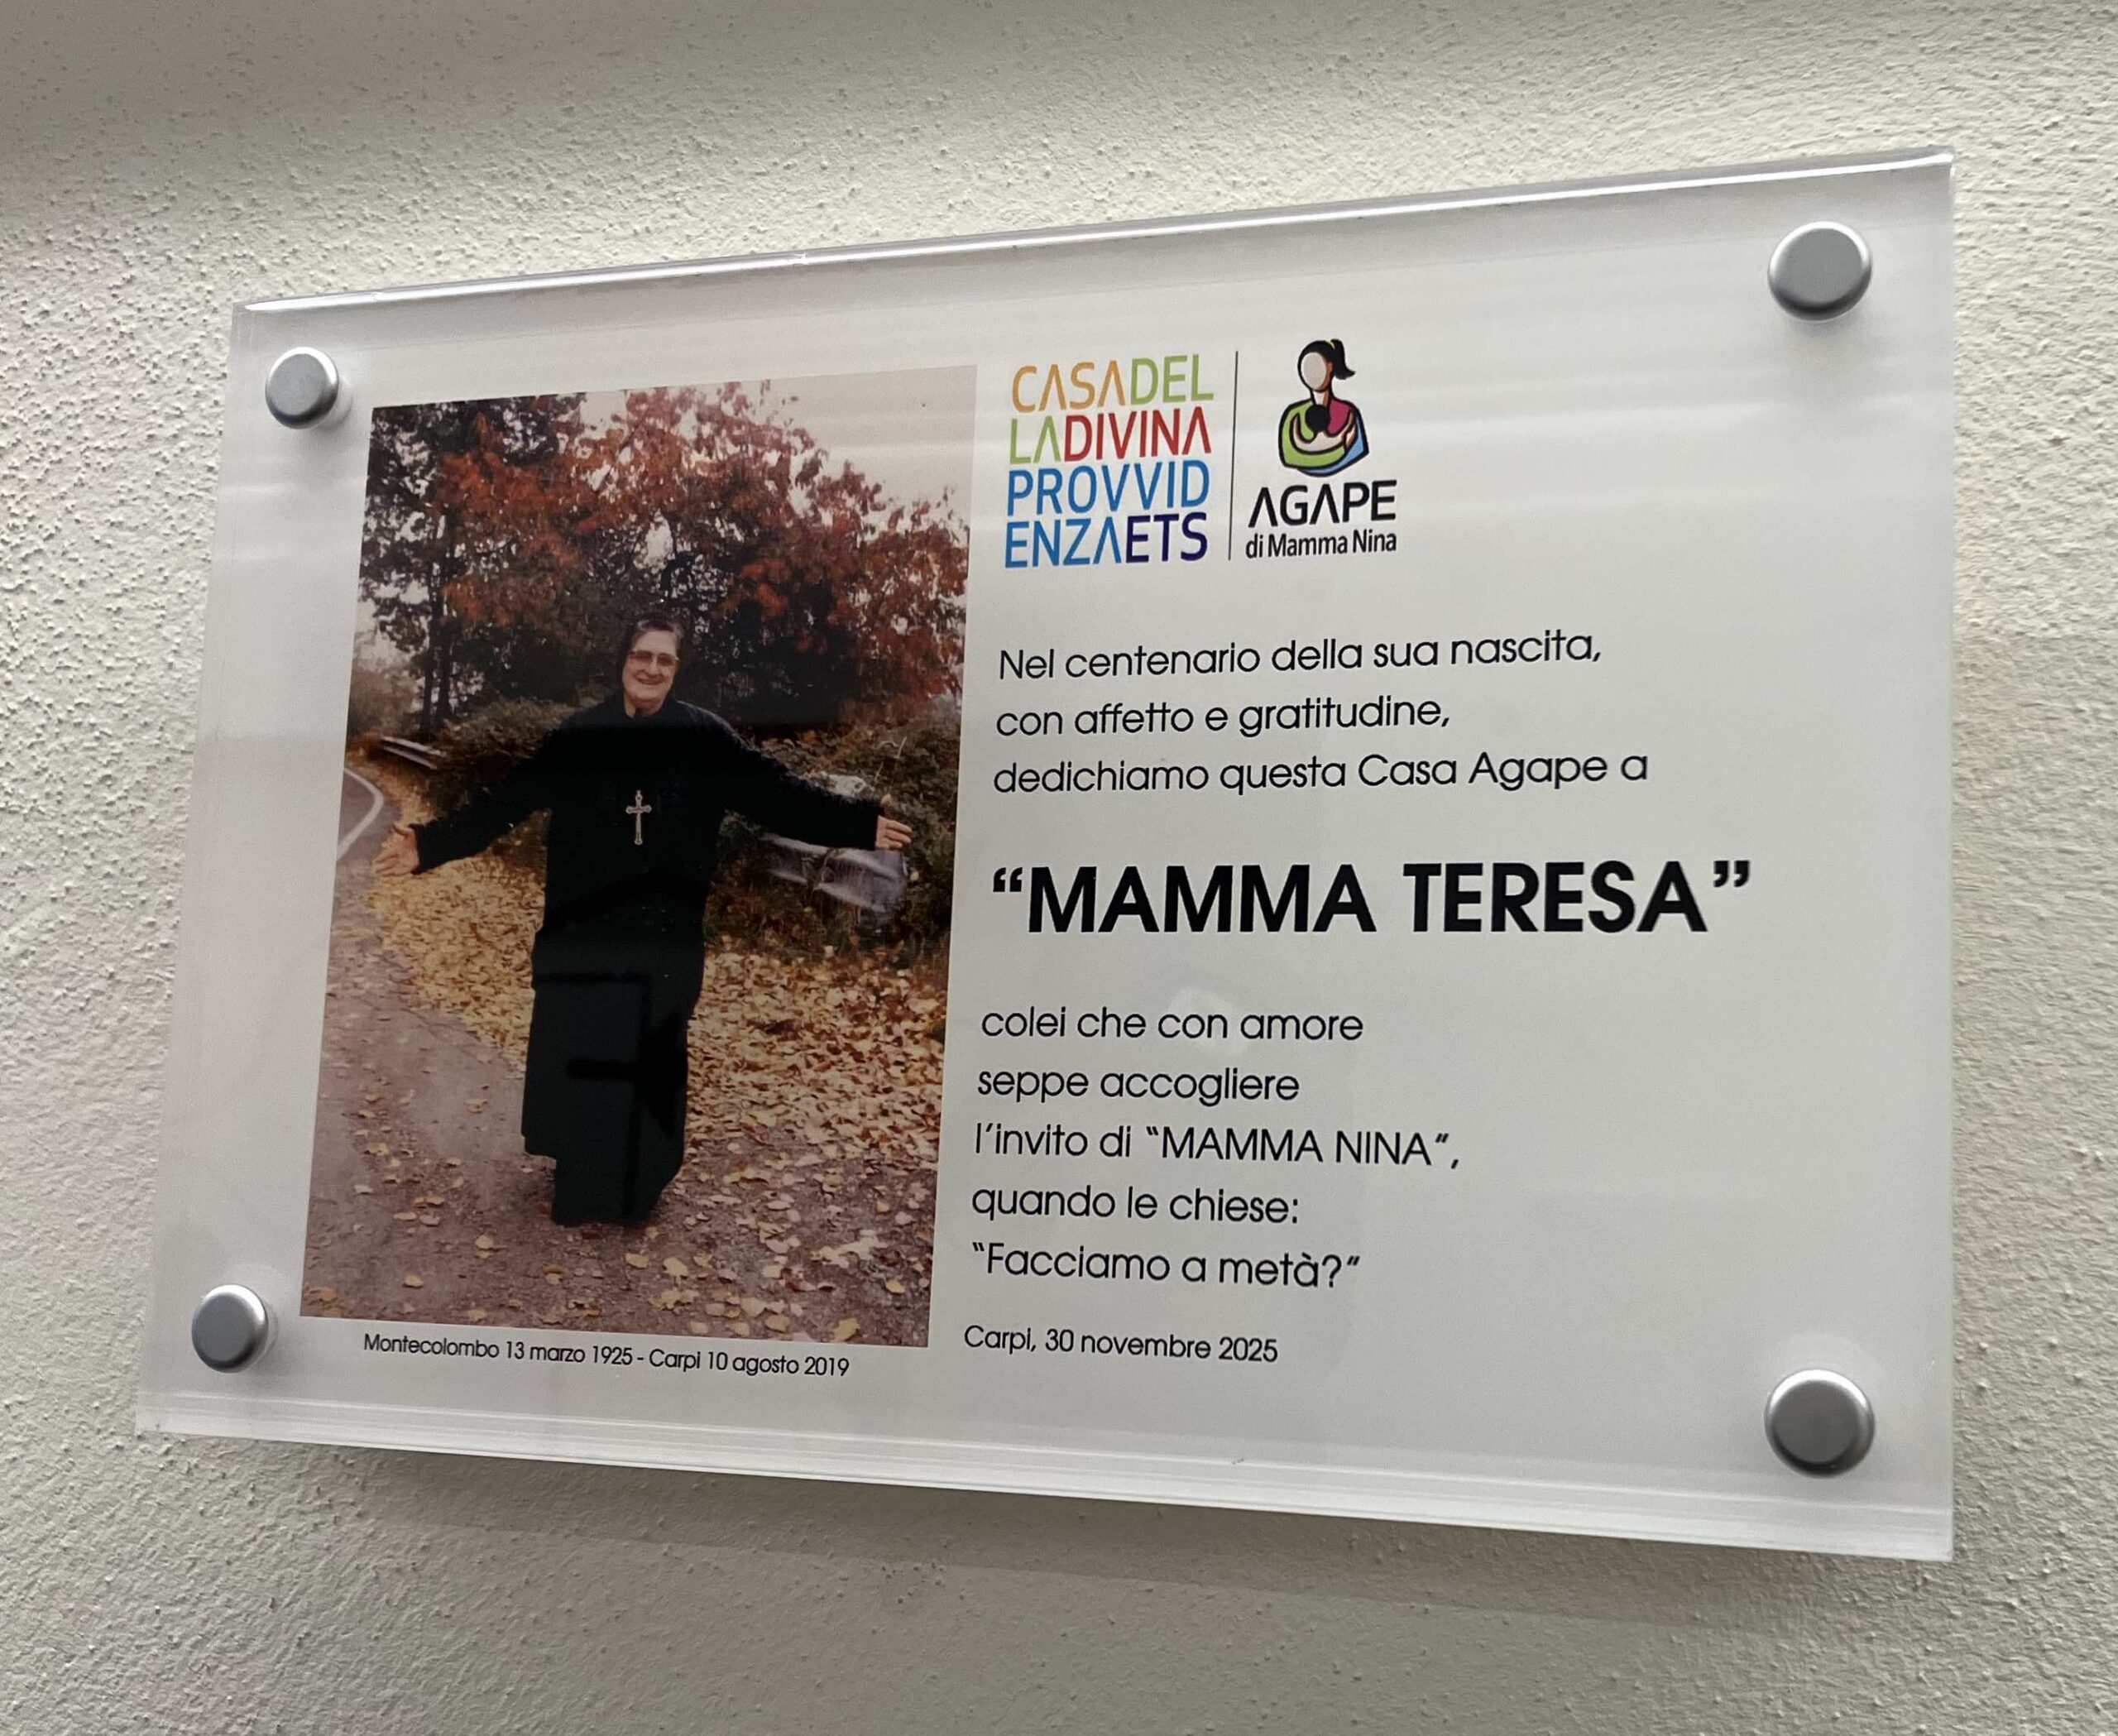 CASADEL
LADIVINA
PROVVID
ENZAETS
AGAPE
di Mamma Nina
Nel centenario della sua nascita,
con affetto e gratitudine,
dedichiamo questa Casa Agape a
“MAMMA TERESA”
colei che con amore
seppe accogliere
l'invito di “MAMMA NINA”,
quando le chiese:
“Facciamo a metà?”
Montecolombo 13 marzo 1925 - Carpi 10 agosto 2019
Carpi, 30 novembre 2025